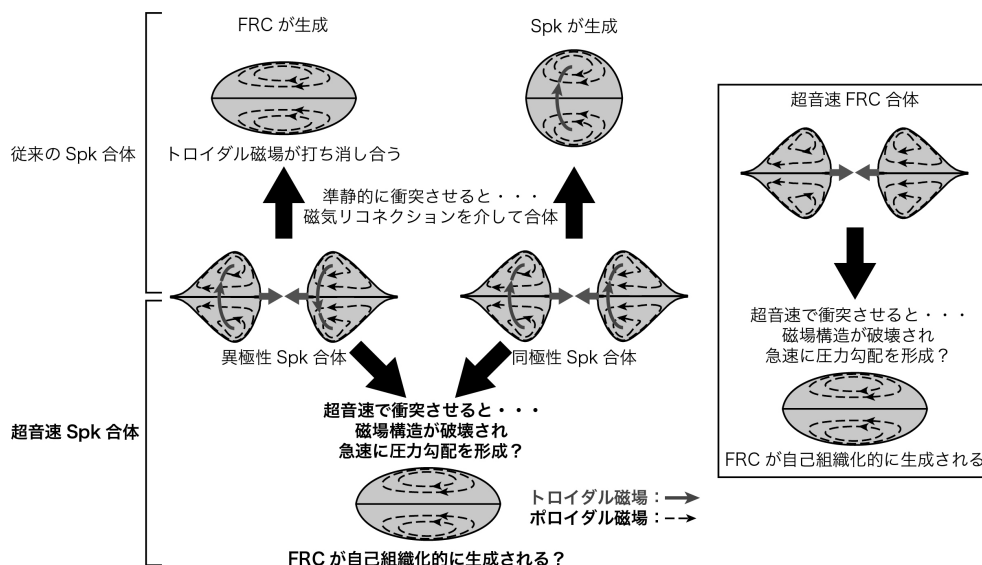 FRC が生成
Spk が生成
従来の Spk 合体
トロイダル磁場が打ち消し合う
準静的に衝突させると・・・
磁気リコネクションを介して合体
異極性 Spk 合体
同極性 Spk 合体
超音速 Spk 合体
超音速で衝突させると・・・
磁場構造が破壊され
急速に圧力勾配を形成？
トロイダル磁場：
ポロイダル磁場：
FRC が自己組織化的に生成される？
超音速 FRC 合体
超音速で衝突させると・・・
磁場構造が破壊され
急速に圧力勾配を形成？
FRC が自己組織化的に生成される